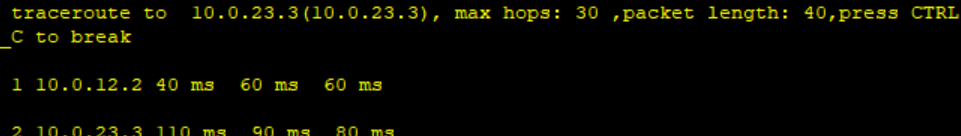 traceroute to  10.0.23.3(10.0.23.3), max hops: 30 ,packet length: 40,press CTRL
_C to break
1 10.0.12.2 40 ms  60 ms  60 ms
2 10.0.23.3 110 ms  90 ms  80 ms